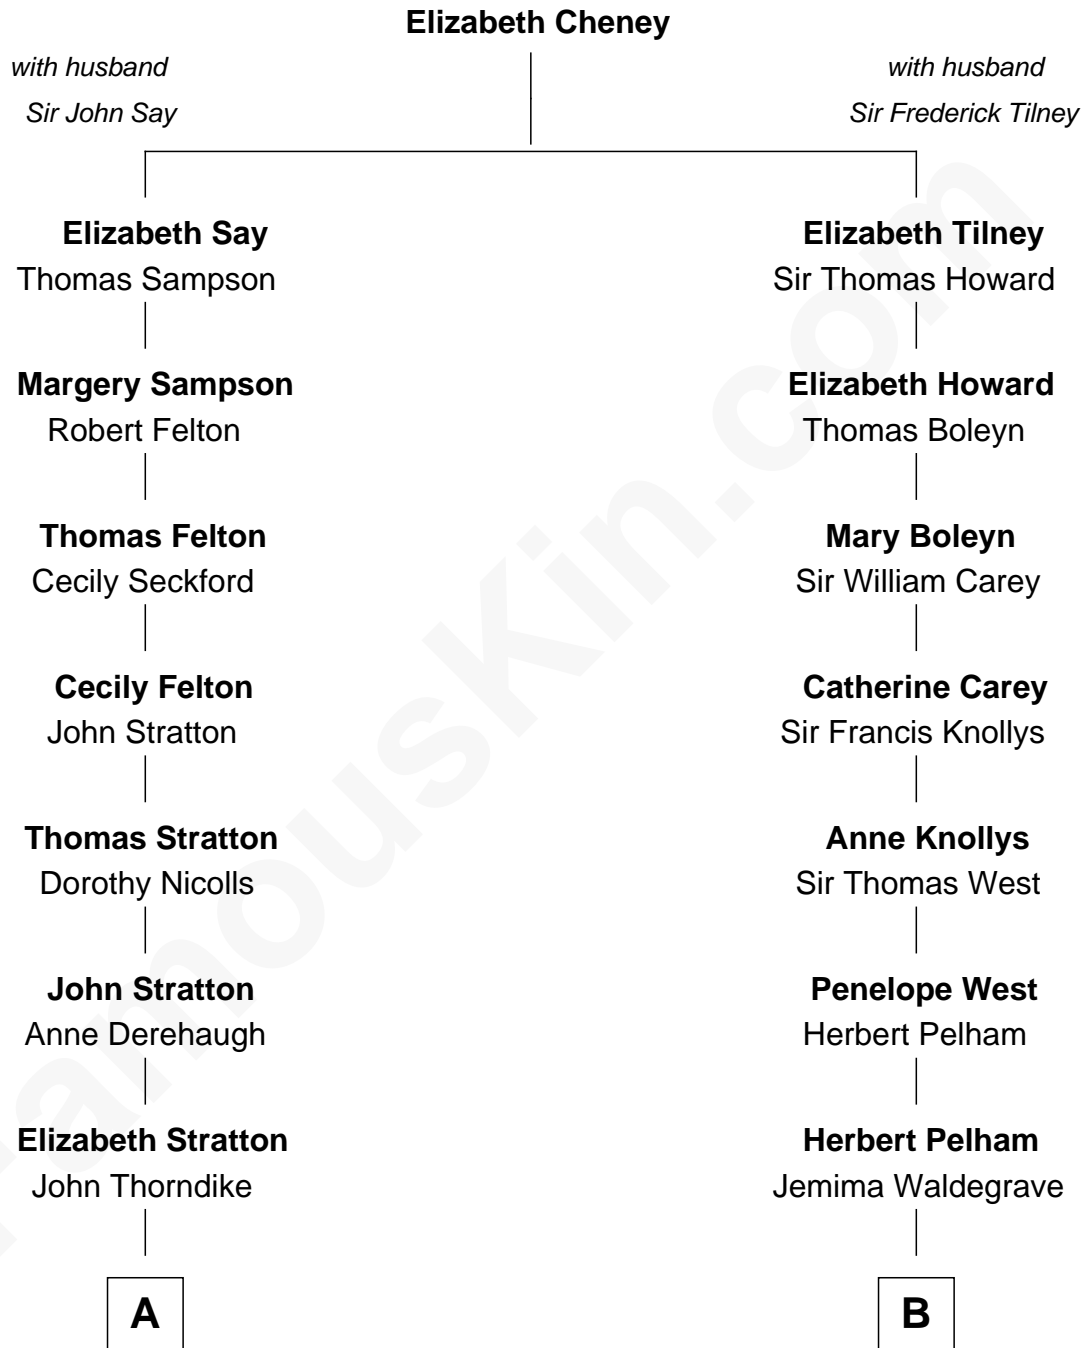 Elizabeth Cheney
with husband
Sir John Say
with husband
Sir Frederick Tilney
Elizabeth Say
Thomas Sampson
Elizabeth Tilney
Sir Thomas Howard
Margery Sampson
Robert Felton
Elizabeth Howard
Thomas Boleyn
Thomas Felton
Cecily Seckford
Mary Boleyn
Sir William Carey
Cecily Felton
John Stratton
Catherine Carey
Sir Francis Knollys
Thomas Stratton
Dorothy Nicolls
Anne Knollys
Sir Thomas West
John Stratton
Anne Derehaugh
Penelope West
Herbert Pelham
Elizabeth Stratton
John Thorndike
Herbert Pelham
Jemima Waldegrave
A
B
FamousKin.com